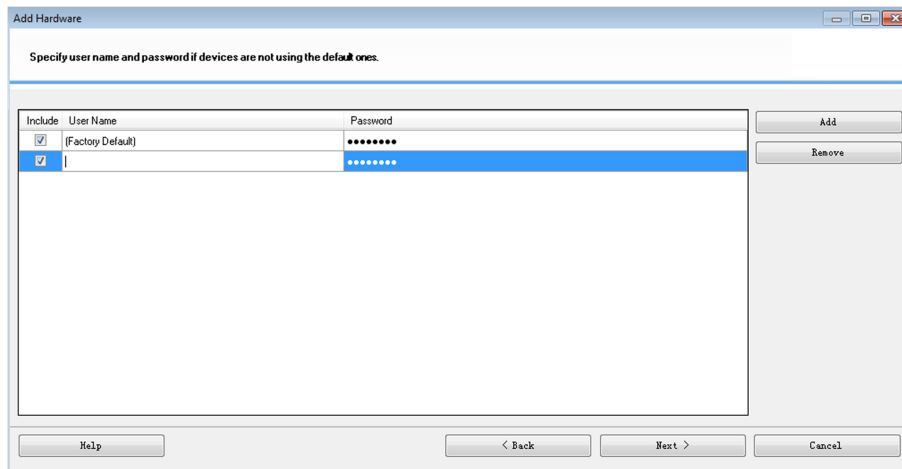 Add Hardware
Specify user name and password if devices are not using the default ones.
Include User Name Password
(Factory Default) ●●●●●●●●
●●●●●●●●
Add
Remove
Help < Back Next > Cancel